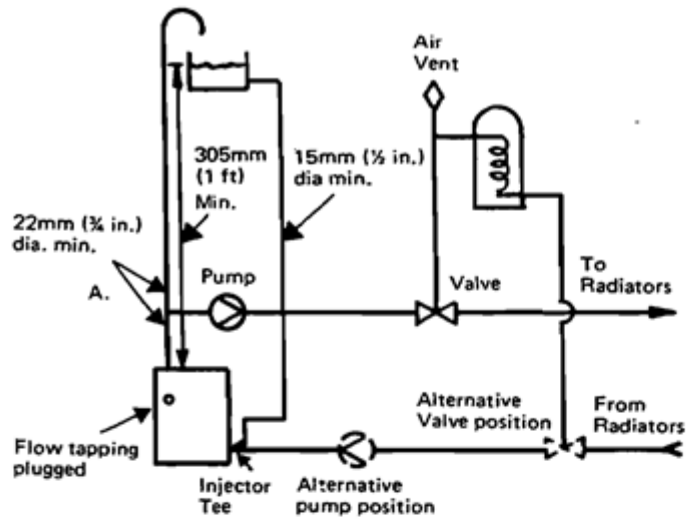 Air
Vent
305mm
(1 ft)
Min.
15mm (½ in.)
dia min.
22mm (¾ in.)
dia. min.
A.
Pump
Valve
To
Radiators
Flow tapping
plugged
Injector
Tee
Alternative
pump position
Alternative
Valve position
From
Radiators